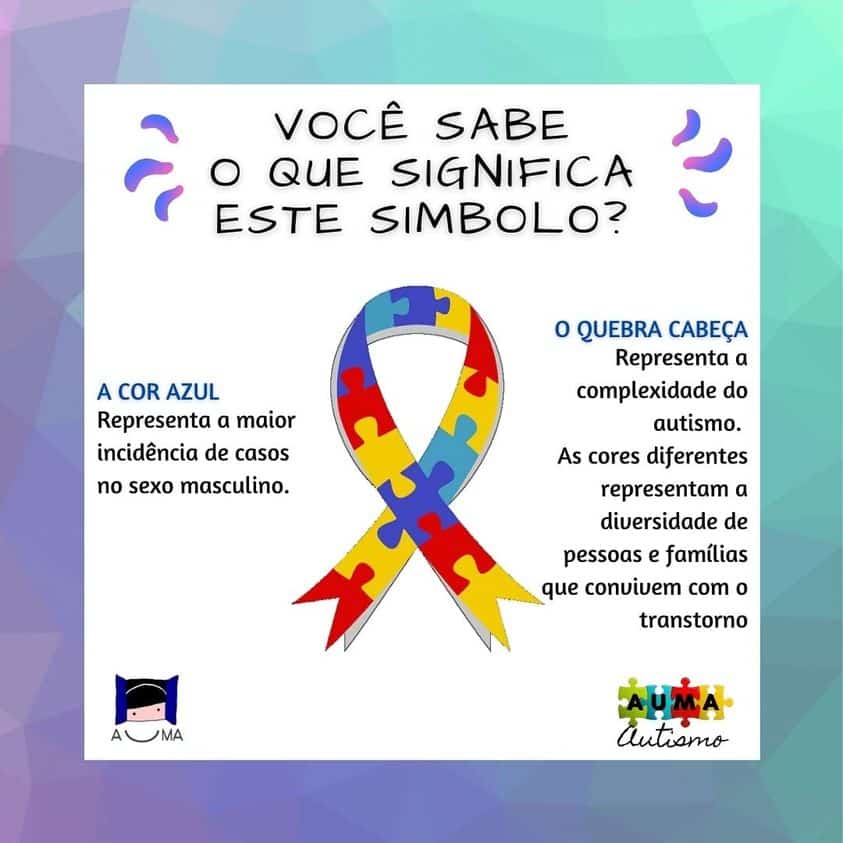 VOCÊ SABE
O QUE SIGNIFICA
ESTE SIMBOLO?
A COR AZUL
Representa a maior
incidência de casos
no sexo masculino.
O QUEBRA CABEÇA
Representa a
complexidade do
autismo.
As cores diferentes
representam a
diversidade de
pessoas e famílias
que convivem com o
transtorno
A MA
AUMA
Autismo